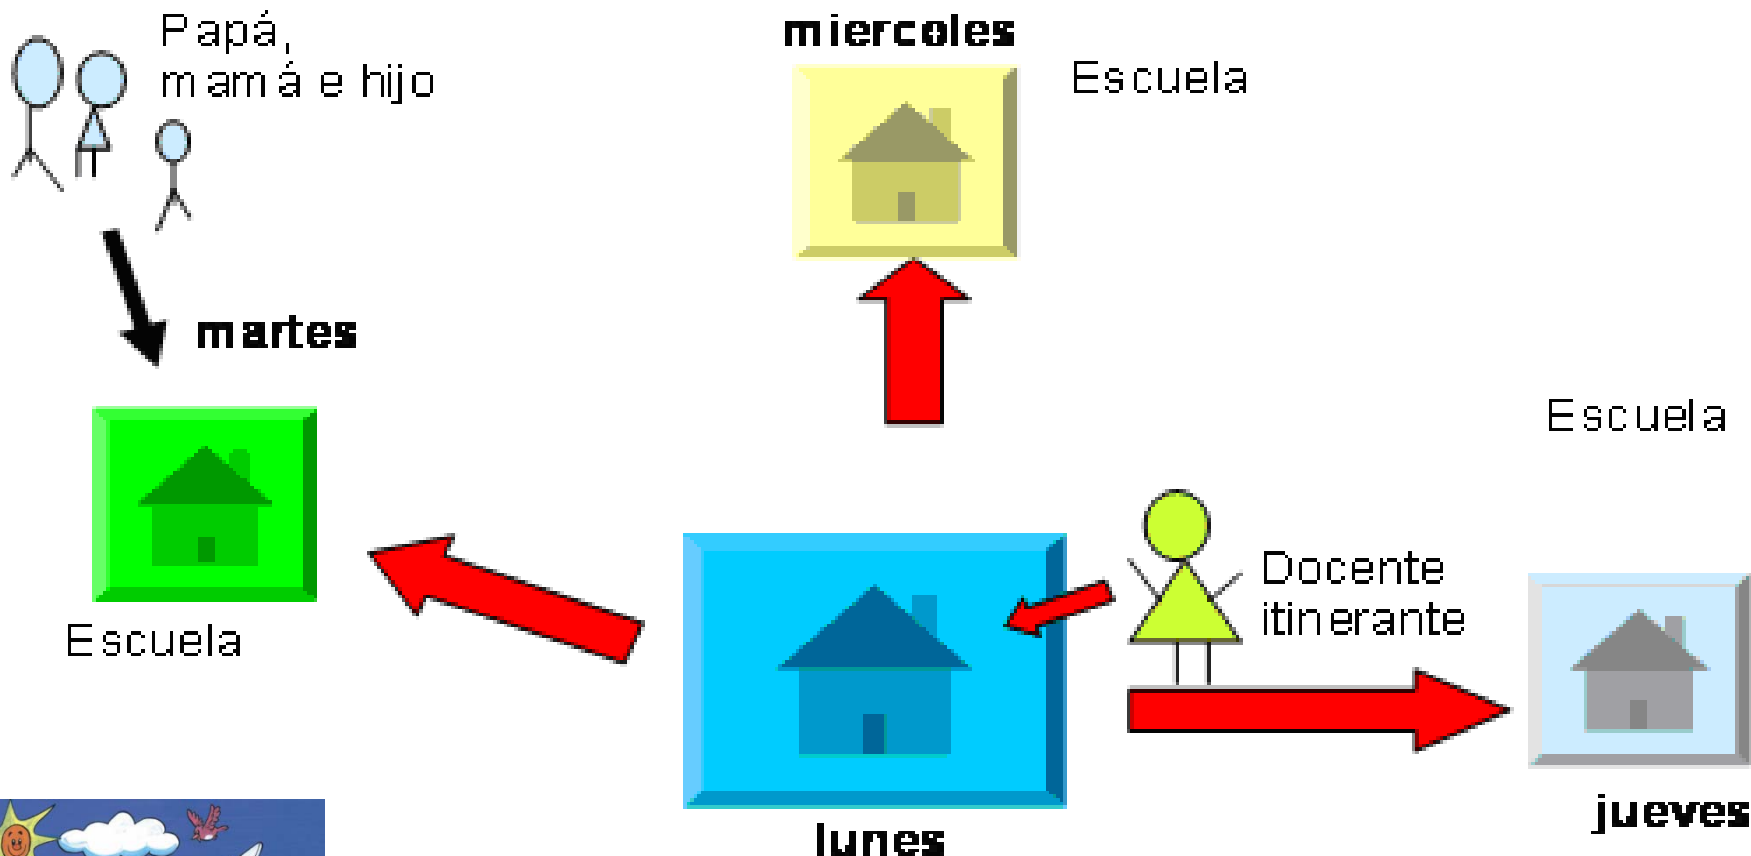 Papá,
mamá e hijo
miercoles
Escuela
martes
Escuela
Escuela
Docente
itinerante
jueves
lunes